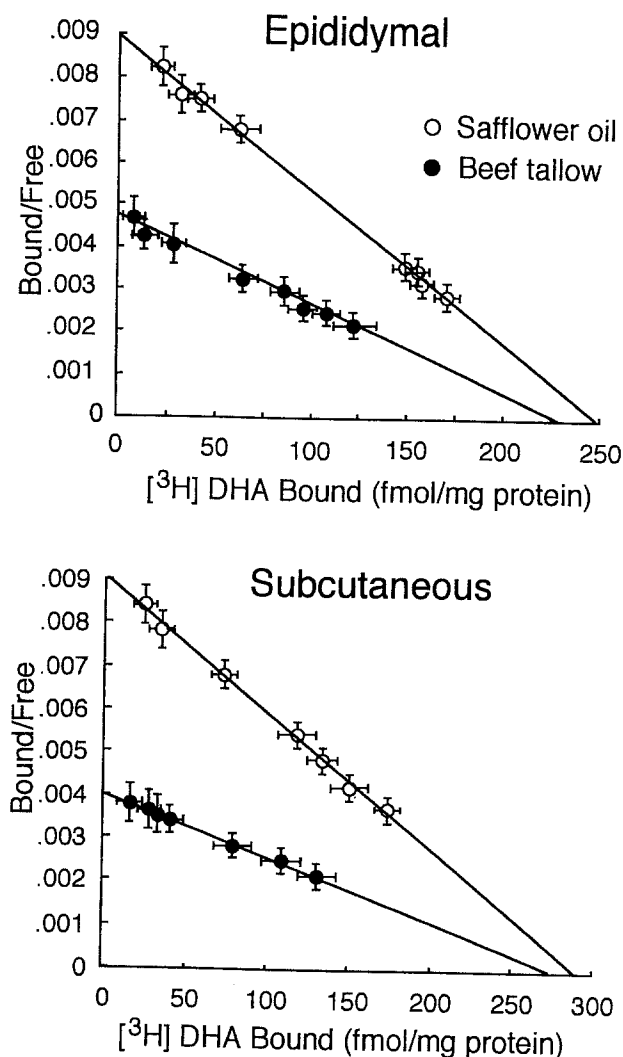 Epididymal
.009
.008
.007
.006
.005
.004
.003
.002
.001
0
Bound/Free
Safflower oil
Beef tallow
0 50 100 150 200 250
[³H] DHA Bound (fmol/mg protein)
Subcutaneous
.009
.008
.007
.006
.005
.004
.003
.002
.001
0
Bound/Free
0 50 100 150 200 250 300
[³H] DHA Bound (fmol/mg protein)